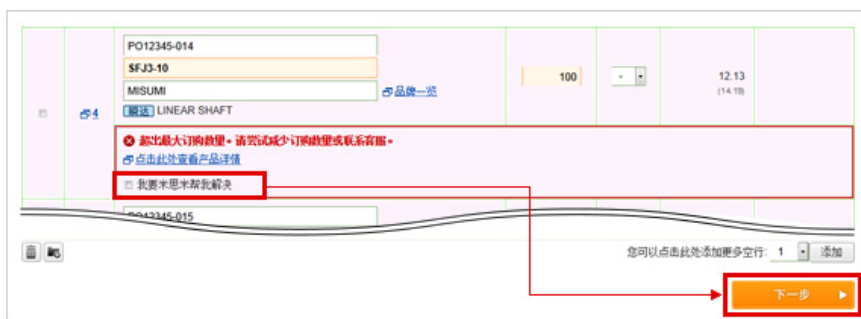 PO12345-014
SFJ3-10
MISUMI
品牌一览
顺达 LINEAR SHAFT
4
100
-
12.13
(14.19)
超出最大订购数量。请尝试减少订购数量或联系客服。
点击此处查看产品详情
我要米思米帮我解决
PO12345-015
您可以点击此处添加更多空行: 1 添加
下一步